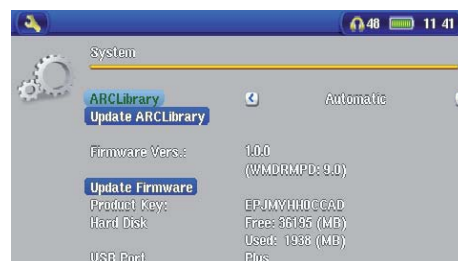 48 11 41
System
ARCLibrary Automatic
Update ARCLibrary
Firmware Vers.: 1.0.0
(WMDRMPD: 9.0)
Update Firmware
Product Key: EPJMVHH0CCAD
Hard Disk Free: 36195 (MB)
Used: 1938 (MB)
USB Port Plus